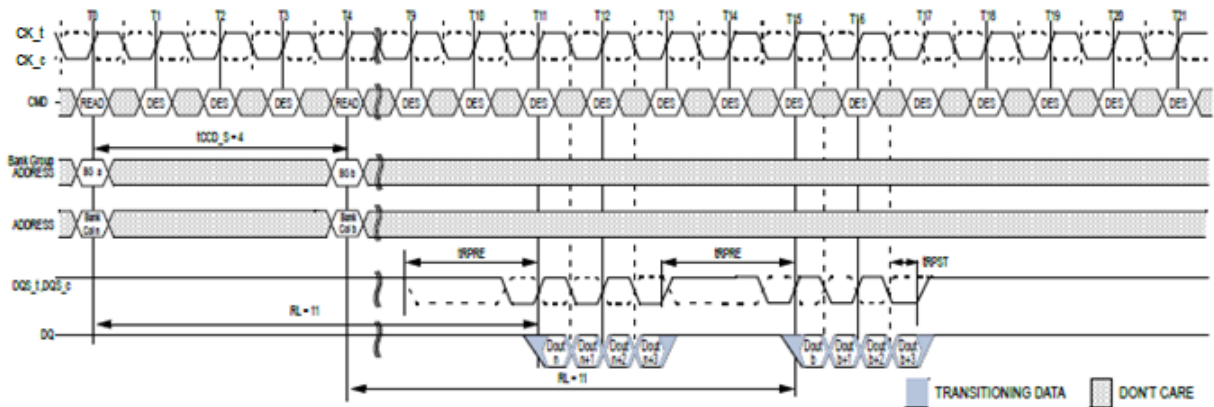 T0 T1 T2 T3 T4 T9 T10 T11 T12 T13 T14 T15 T16 T17 T18 T19 T20 T21
CK_t
CK_c
CMD READ DES DES DES READ DES DES DES DES DES DES DES DES DES DES DES DES DES
tCCD_S = 4
Bank Group
ADDRESS BG a BG b
ADDRESS Bank Col n Bank Col b
tRPRE tRPRE tRPST
DQS_t,DQS_c
RL = 11
DQ Dout n Dout n+1 Dout n+2 Dout n+3 Dout b Dout b+1 Dout b+2 Dout b+3
RL = 11
TRANSITIONING DATA DON'T CARE